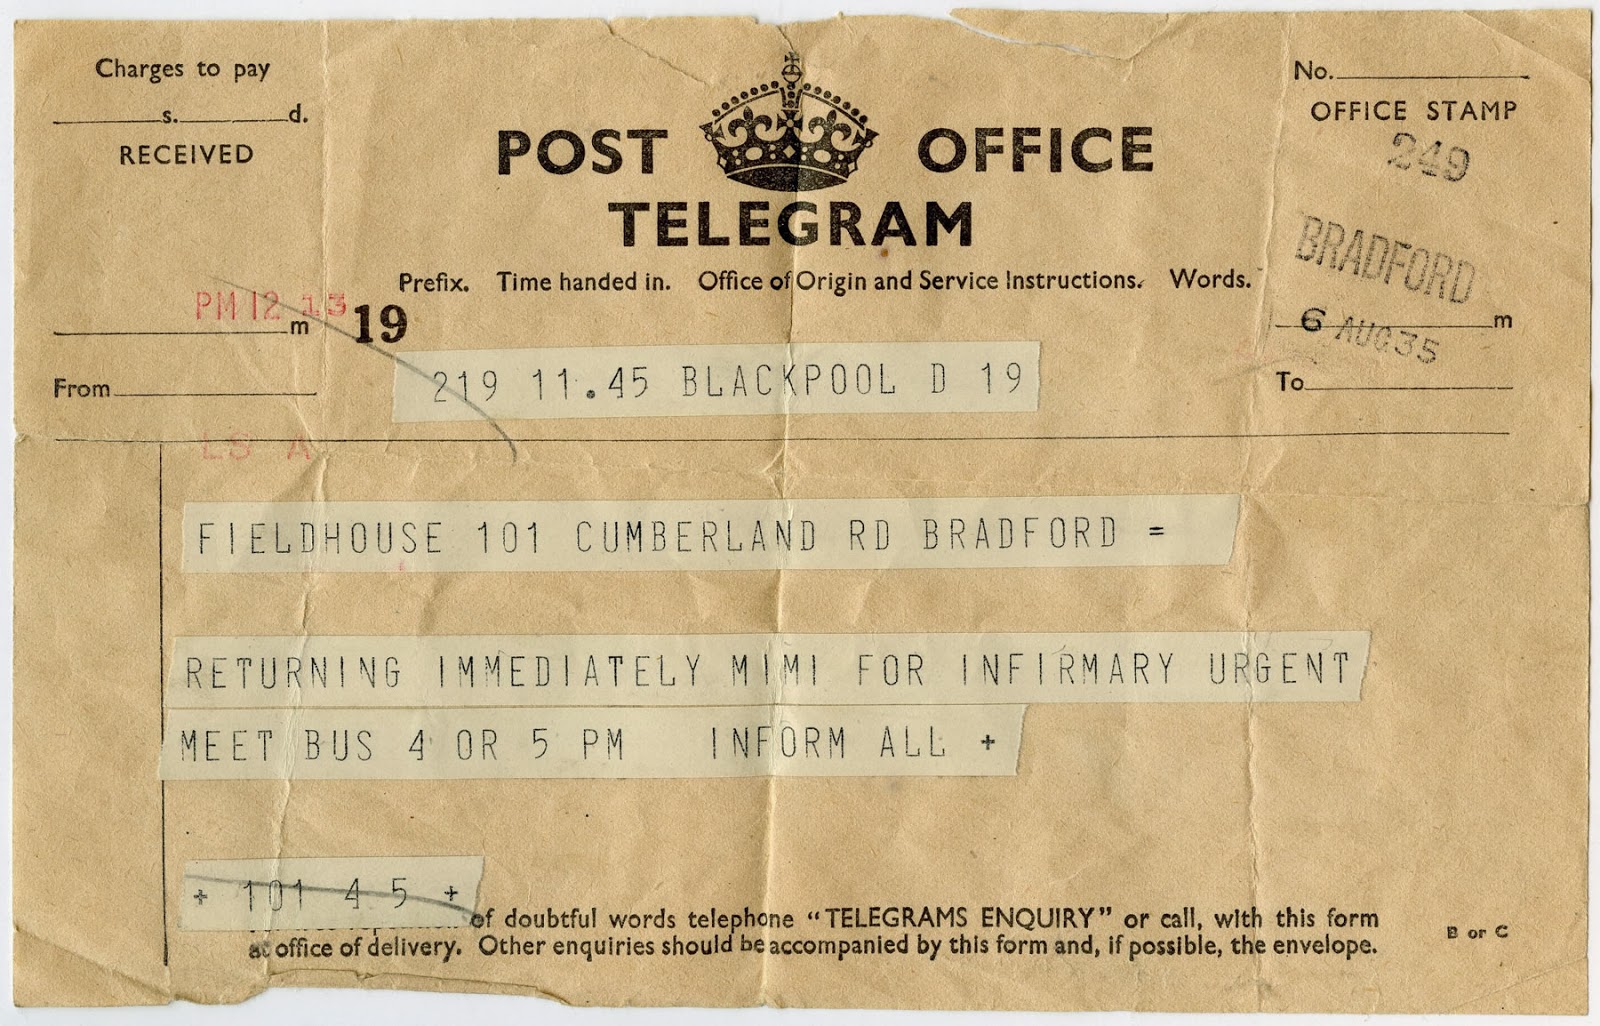 Charges to pay
s. d.
RECEIVED
POST OFFICE
TELEGRAM
No.
OFFICE STAMP
249
BRADFORD
6 AUG 35
Prefix. Time handed in. Office of Origin and Service Instructions. Words.
PM 12 13
m 19
m
219 11.45 BLACKPOOL D 19
From
To
LS A
FIELDHOUSE 101 CUMBERLAND RD BRADFORD =
RETURNING IMMEDIATELY MIMI FOR INFIRMARY URGENT
MEET BUS 4 OR 5 PM INFORM ALL +
+ 101 4 5 +
of doubtful words telephone "TELEGRAMS ENQUIRY" or call, with this form
at office of delivery. Other enquiries should be accompanied by this form and, if possible, the envelope.
B or C